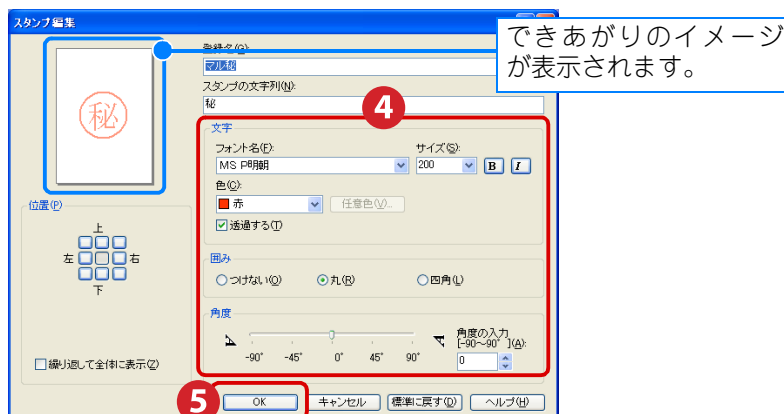 スタンプ編集
できあがりのイメージ
が表示されます。
登録名(G):
マル秘
スタンプの文字列(N):
秘
秘
4
文字
フォント名(F): サイズ(S):
MS P明朝 200 B I
色(C):
赤 任意色(V)...
透過する(T)
位置(P)
上
左 右
下
囲み
つけない(O) 丸(R) 四角(L)
角度
-90° -45° 0° 45° 90°
角度の入力
[-90～90°](A):
0
繰り返して全体に表示(Z)
5
OK キャンセル 標準に戻す(D) ヘルプ(H)